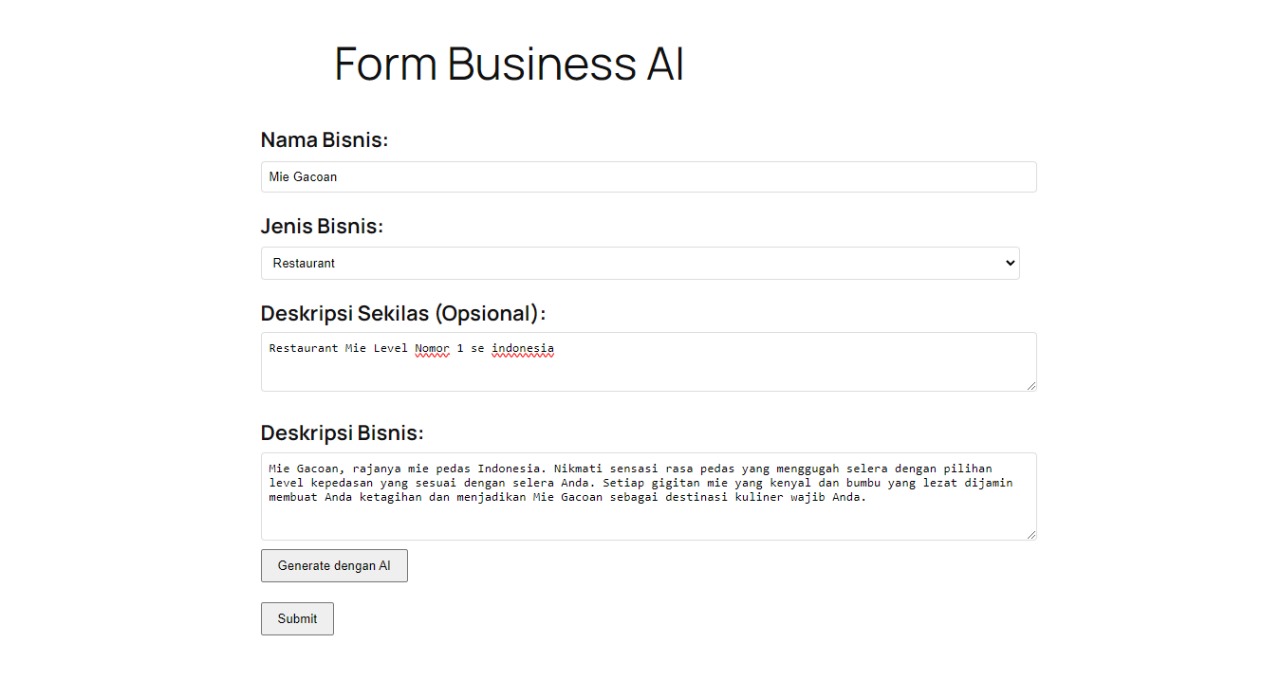 Form Business AI
Nama Bisnis:
Mie Gacoan
Jenis Bisnis:
Restaurant
Deskripsi Sekilas (Opsional):
Restaurant Mie Level Nomor 1 se indonesia
Deskripsi Bisnis:
Mie Gacoan, rajanya mie pedas Indonesia. Nikmati sensasi rasa pedas yang menggugah selera dengan pilihan
level kepedasan yang sesuai dengan selera Anda. Setiap gigitan mie yang kenyal dan bumbu yang lezat dijamin
membuat Anda ketagihan dan menjadikan Mie Gacoan sebagai destinasi kuliner wajib Anda.
Generate dengan AI
Submit